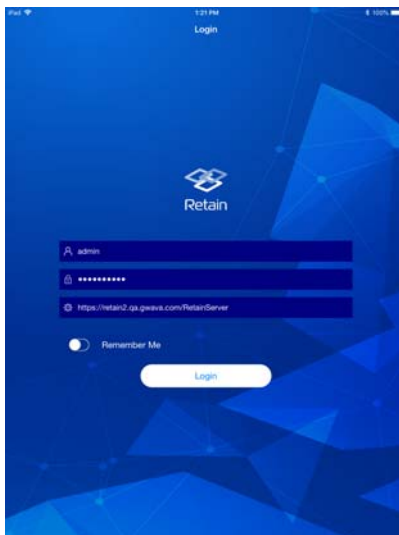 iPad 1:21 PM 100%
Login
Retain
admin
••••••••••
https://retain2.qa.gwava.com/RetainServer
Remember Me
Login